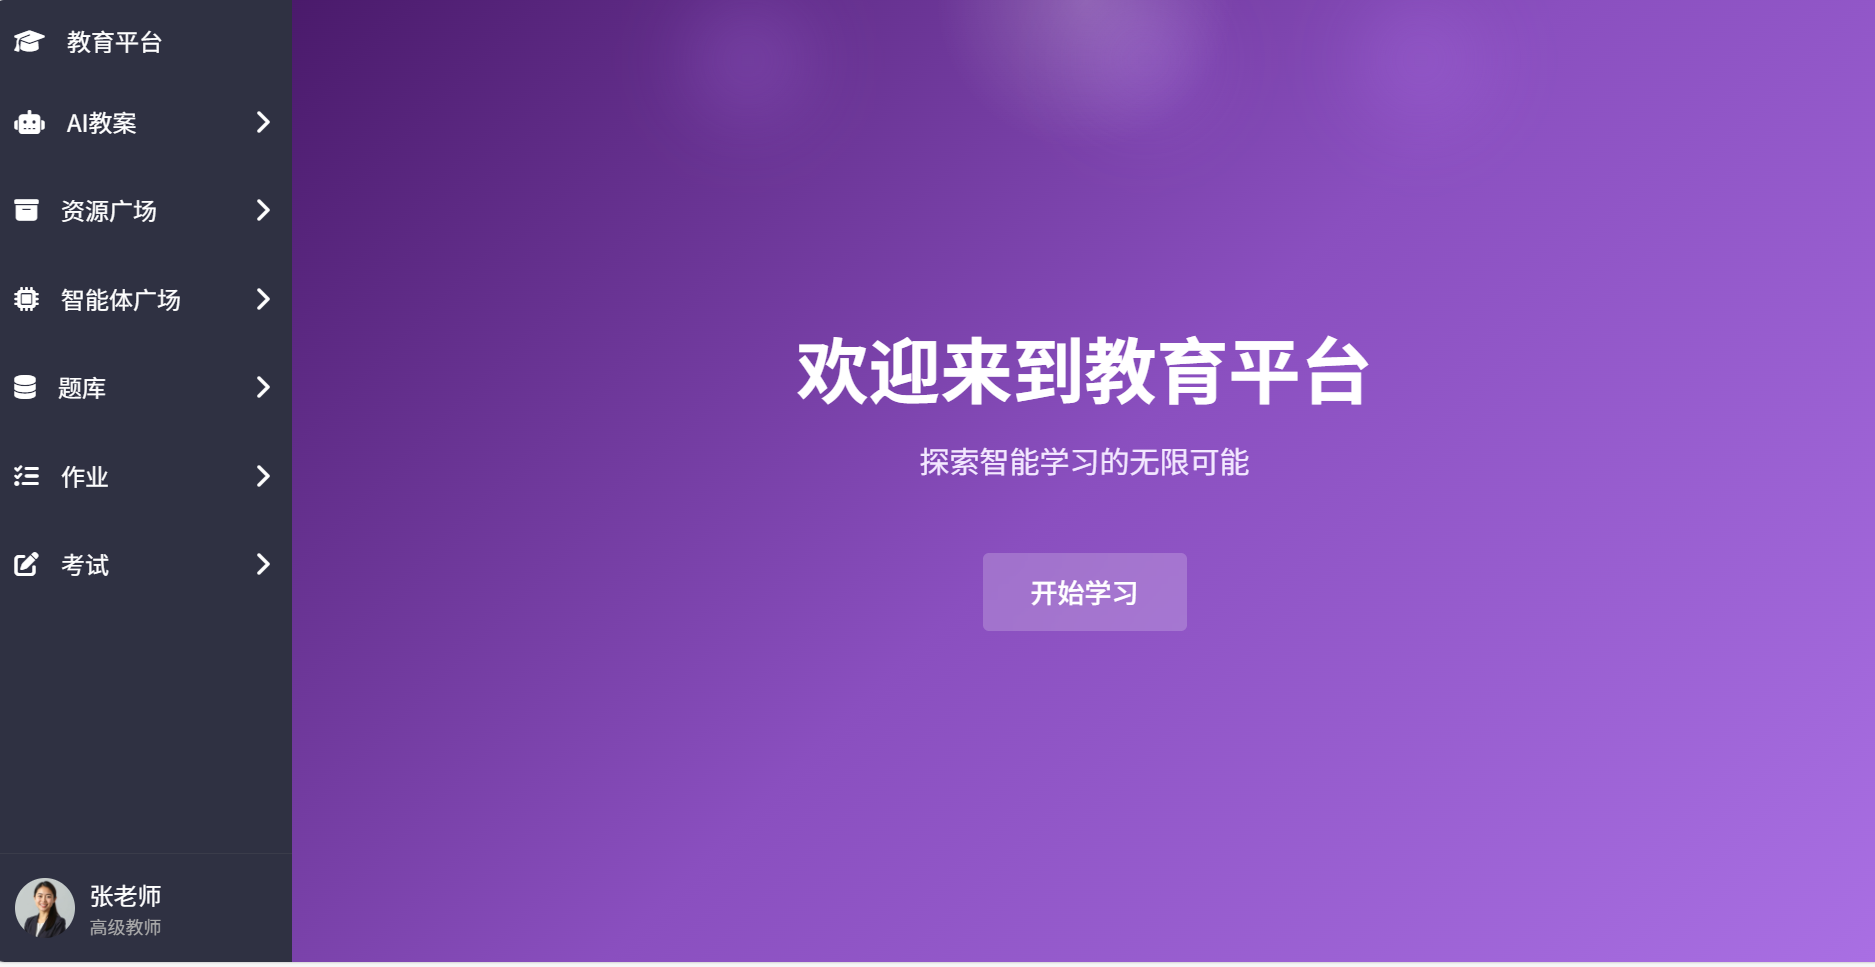 教育平台
AI教案
资源广场
智能体广场
题库
作业
考试
张老师
高级教师
欢迎来到教育平台
探索智能学习的无限可能
开始学习